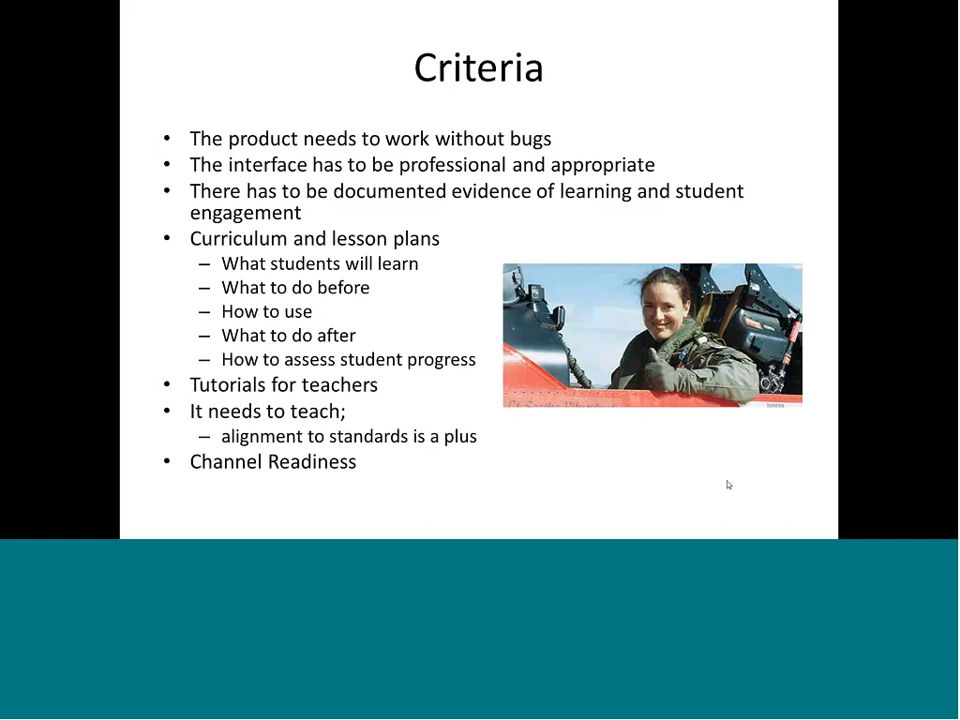 Criteria
• The product needs to work without bugs
• The interface has to be professional and appropriate
• There has to be documented evidence of learning and student
engagement
• Curriculum and lesson plans
– What students will learn
– What to do before
– How to use
– What to do after
– How to assess student progress
• Tutorials for teachers
• It needs to teach;
– alignment to standards is a plus
• Channel Readiness